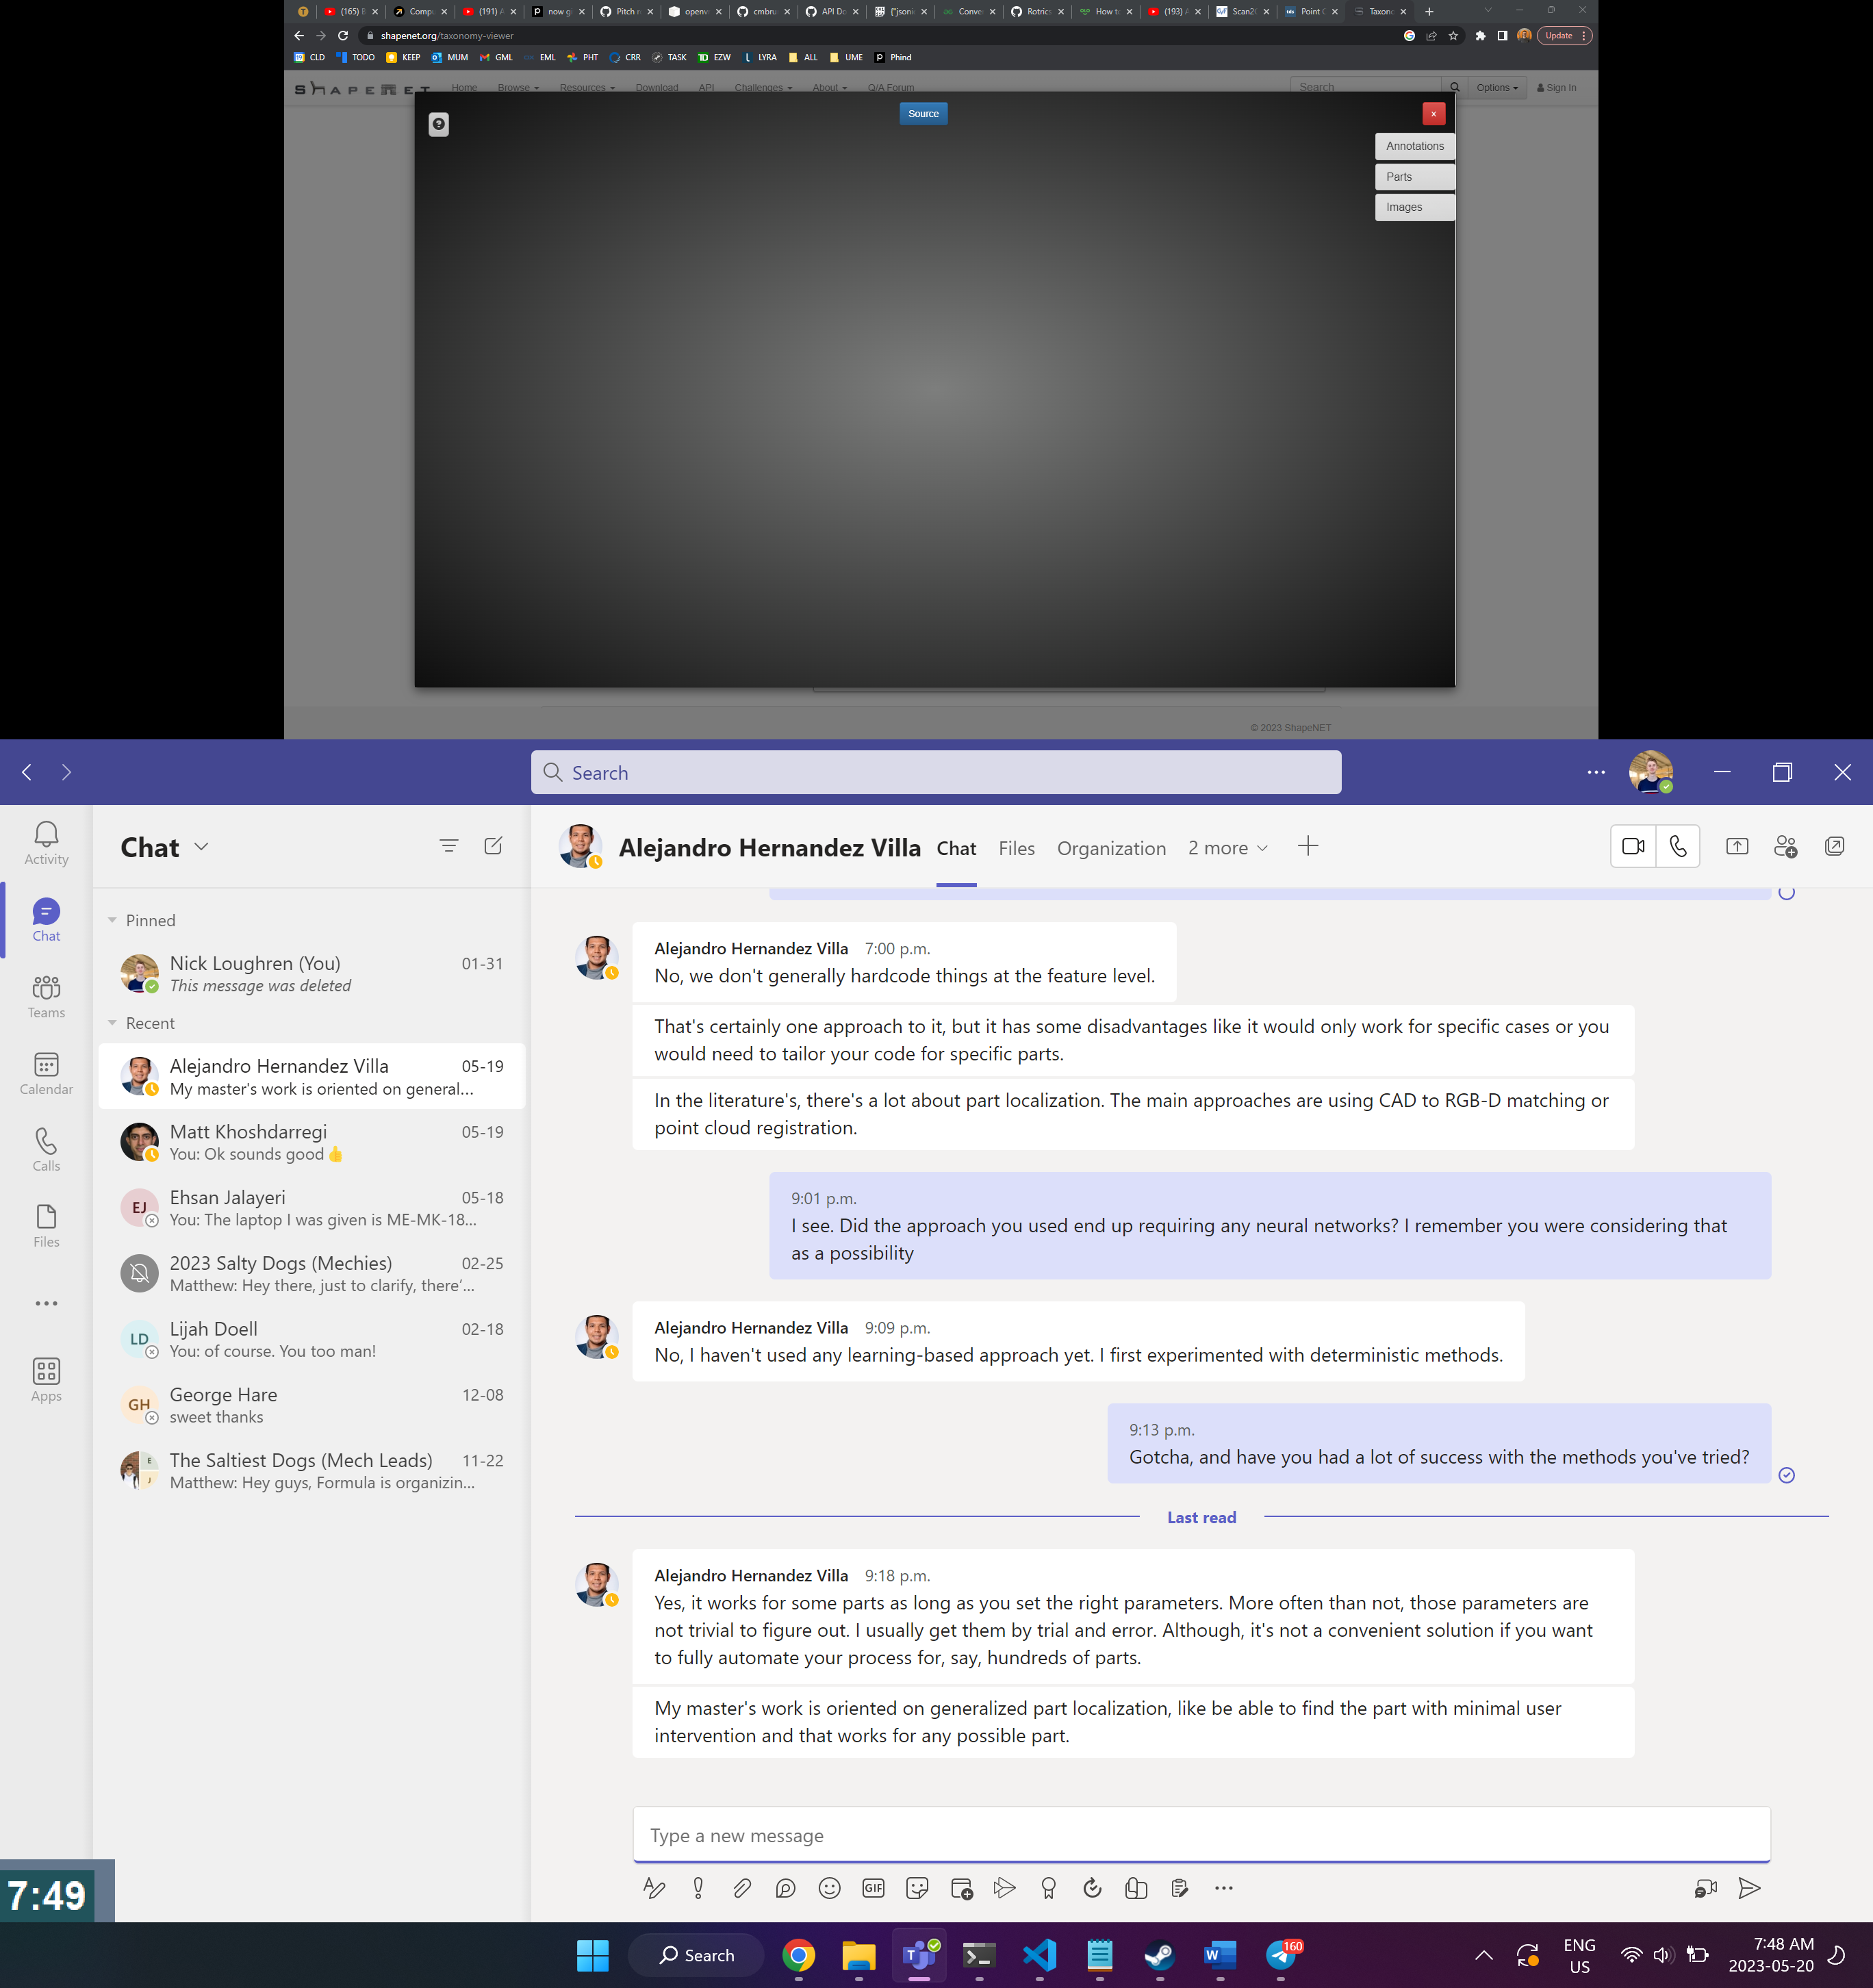 (165) E
Comp
(191) A
now g
Pitch n
openv
cmbru
API Do
("jsoni
Conve
Rotrics
How to
(193) A
Scan2C
Point C
Taxono
shapenet.org/taxonomy-viewer
Update
CLD TODO KEEP MUM GML EML PHT CRR TASK EZW LYRA ALL UME Phind
SHAPENET
Home Browse Resources Download API Challenges About Q/A Forum
Search
Options
Sign In
Source
x
Annotations
Parts
Images
© 2023 ShapeNET
Search
Activity
Chat
Teams
Calendar
Calls
Files
Apps
Chat
Pinned
Nick Loughren (You) 01-31
This message was deleted
Recent
Alejandro Hernandez Villa 05-19
My master's work is oriented on general...
Matt Khoshdarregi 05-19
You: Ok sounds good👍
EJ
Ehsan Jalayeri 05-18
You: The laptop I was given is ME-MK-18...
2023 Salty Dogs (Mechies) 02-25
Matthew: Hey there, just to clarify, there'...
LD
Lijah Doell 02-18
You: of course. You too man!
GH
George Hare 12-08
sweet thanks
E
J
The Saltiest Dogs (Mech Leads) 11-22
Matthew: Hey guys, Formula is organizin...
Alejandro Hernandez Villa Chat Files Organization 2 more
Alejandro Hernandez Villa 7:00 p.m.
No, we don't generally hardcode things at the feature level.
That's certainly one approach to it, but it has some disadvantages like it would only work for specific cases or you
would need to tailor your code for specific parts.
In the literature's, there's a lot about part localization. The main approaches are using CAD to RGB-D matching or
point cloud registration.
9:01 p.m.
I see. Did the approach you used end up requiring any neural networks? I remember you were considering that
as a possibility
Alejandro Hernandez Villa 9:09 p.m.
No, I haven't used any learning-based approach yet. I first experimented with deterministic methods.
9:13 p.m.
Gotcha, and have you had a lot of success with the methods you've tried?
Last read
Alejandro Hernandez Villa 9:18 p.m.
Yes, it works for some parts as long as you set the right parameters. More often than not, those parameters are
not trivial to figure out. I usually get them by trial and error. Although, it's not a convenient solution if you want
to fully automate your process for, say, hundreds of parts.
My master's work is oriented on generalized part localization, like be able to find the part with minimal user
intervention and that works for any possible part.
Type a new message
GIF
7:49
Search
160
ENG
US
7:48 AM
2023-05-20